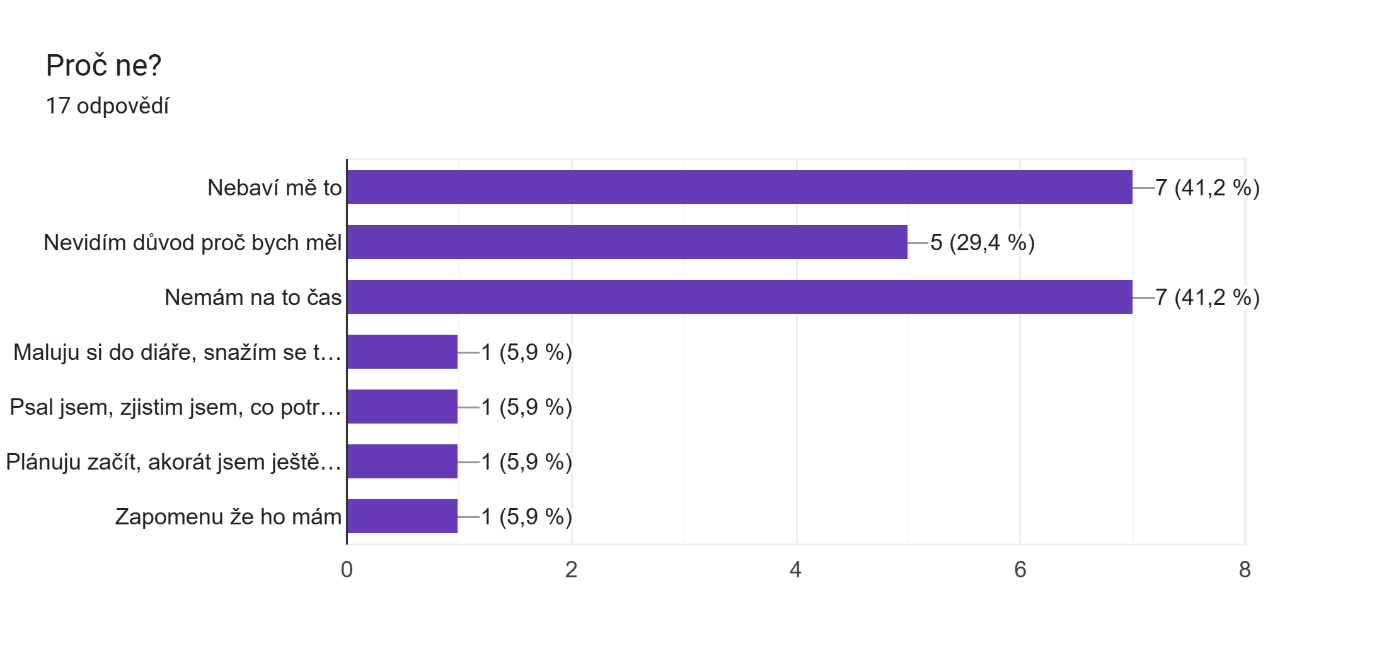 Proč ne?
17 odpovědí
Nebaví mě to 7 (41,2 %)
Nevidím důvod proč bych měl 5 (29,4 %)
Nemám na to čas 7 (41,2 %)
Maluju si do diáře, snažím se t… 1 (5,9 %)
Psal jsem, zjistim jsem, co potr… 1 (5,9 %)
Plánuju začít, akorát jsem ještě… 1 (5,9 %)
Zapomenu že ho mám 1 (5,9 %)
0 2 4 6 8